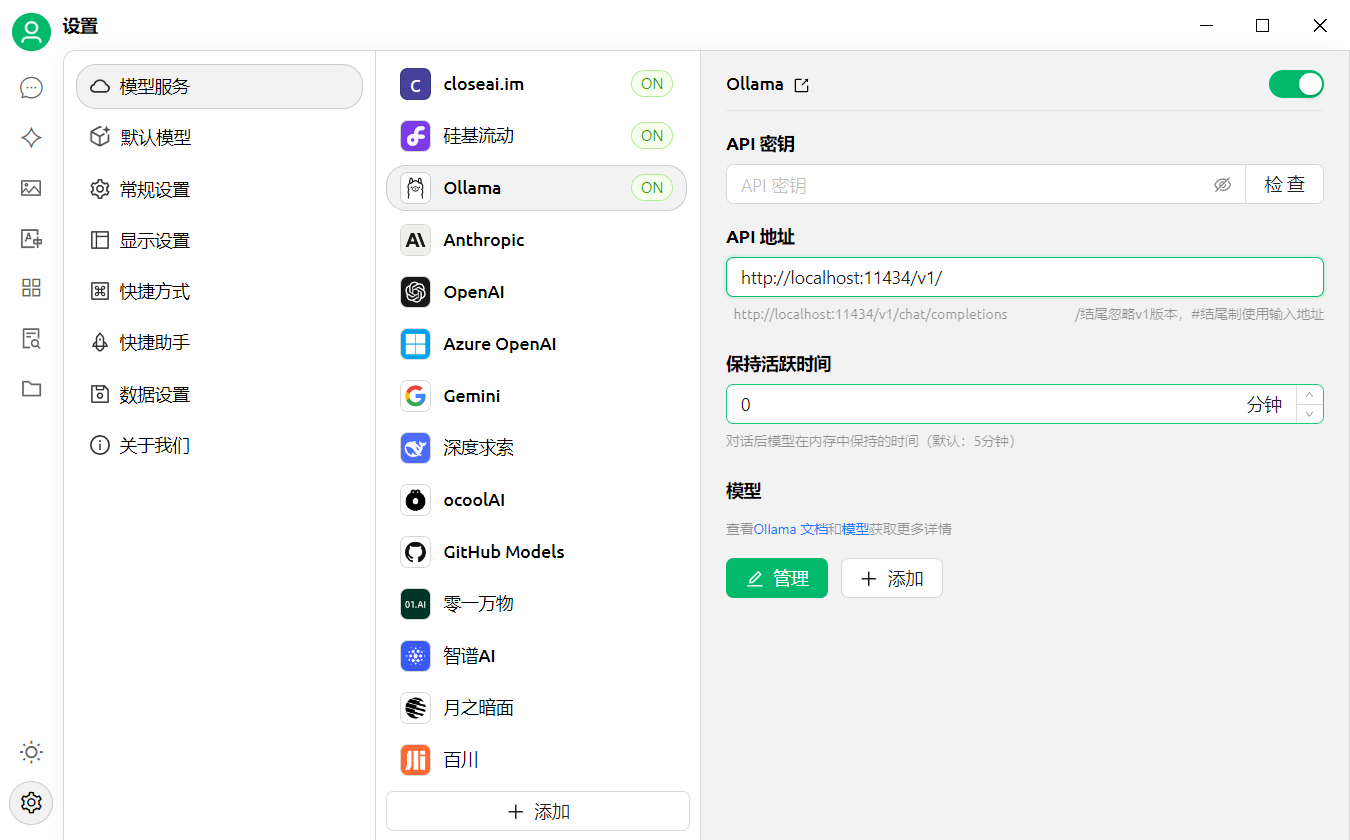 设置
模型服务
默认模型
常规设置
显示设置
快捷方式
快捷助手
数据设置
关于我们
C
closeai.im ON
硅基流动 ON
Ollama ON
Anthropic
OpenAI
Azure OpenAI
Gemini
深度求索
ocoolAI
GitHub Models
01.AI
零一万物
智谱AI
月之暗面
百川
添加
Ollama
API 密钥
API 密钥 检 查
API 地址
http://localhost:11434/v1/
http://localhost:11434/v1/chat/completions /结尾忽略v1版本，#结尾制使用输入地址
保持活跃时间
0 分钟
对话后模型在内存中保持的时间（默认：5分钟）
模型
查看Ollama 文档和模型获取更多详情
管理 添加